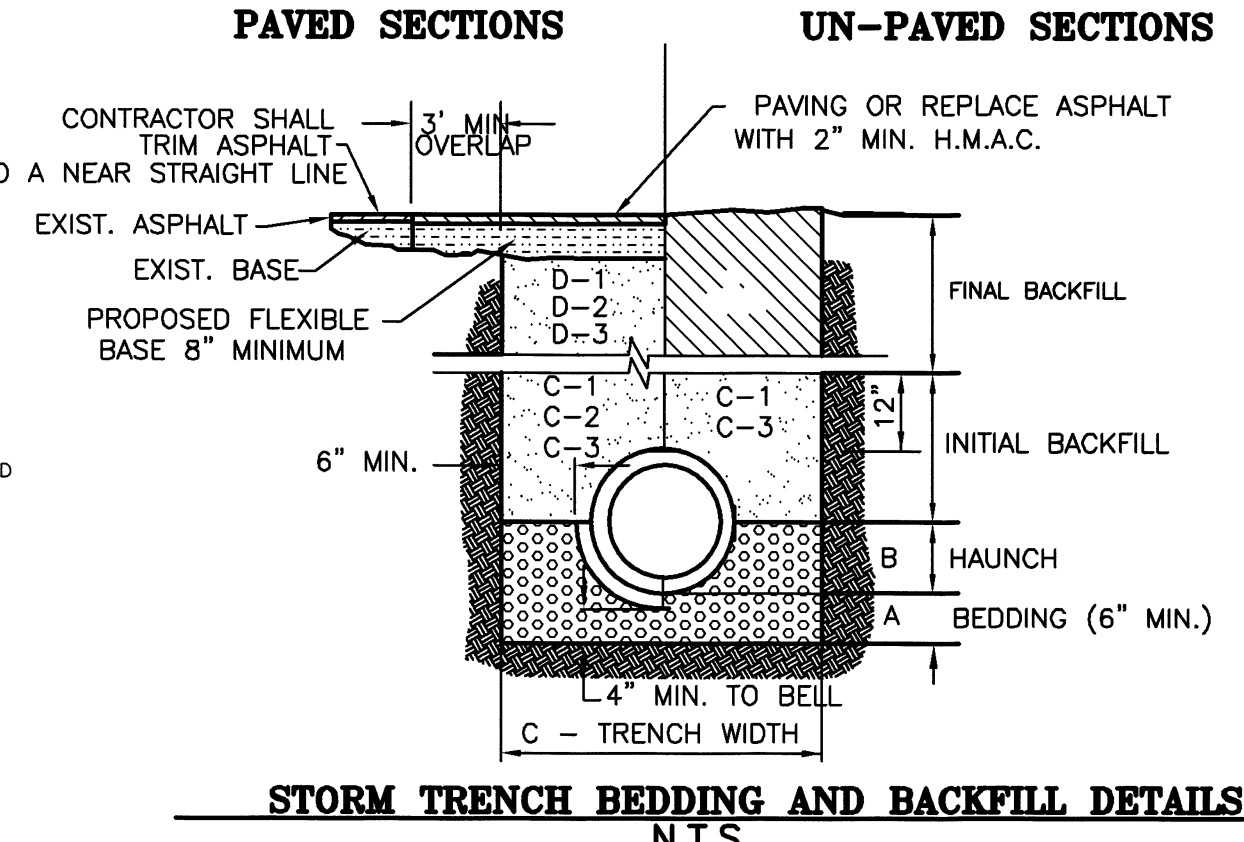 PAVED SECTIONS
UN-PAVED SECTIONS
CONTRACTOR SHALL
TRIM ASPHALT
O A NEAR STRAIGHT LINE
3' MIN
OVERLAP
PAVING OR REPLACE ASPHALT
WITH 2" MIN. H.M.A.C.
EXIST. ASPHALT
EXIST. BASE
PROPOSED FLEXIBLE
BASE 8" MINIMUM
D-1
D-2
D-3
FINAL BACKFILL
C-1
C-2
C-3
C-1
C-3
12"
INITIAL BACKFILL
6" MIN.
D
B
HAUNCH
A
BEDDING (6" MIN.)
4" MIN. TO BELL
C - TRENCH WIDTH
STORM TRENCH BEDDING AND BACKFILL DETAILS
N.T.S.